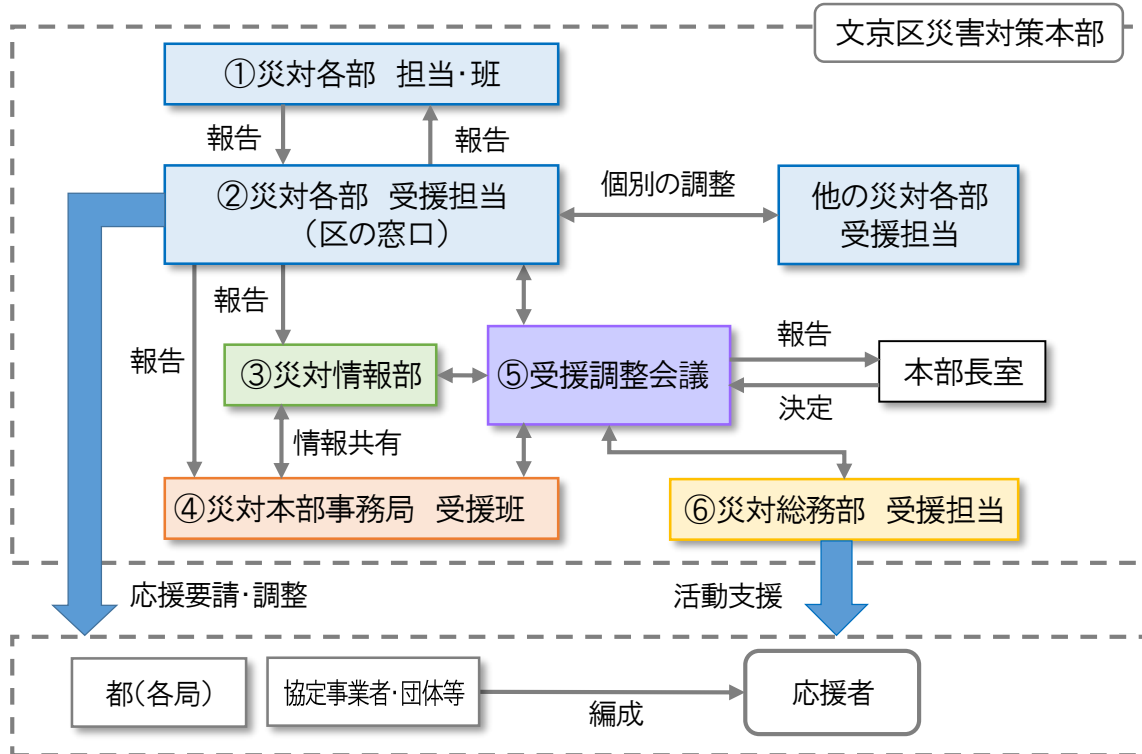 文京区災害対策本部
①災対各部 担当・班
報告
報告
②災対各部 受援担当
（区の窓口）
個別の調整
他の災対各部
受援担当
報告
報告
③災対情報部
⑤受援調整会議
報告
本部長室
決定
情報共有
④災対本部事務局 受援班
⑥災対総務部 受援担当
応援要請・調整
活動支援
都（各局）
協定事業者・団体等
編成
応援者